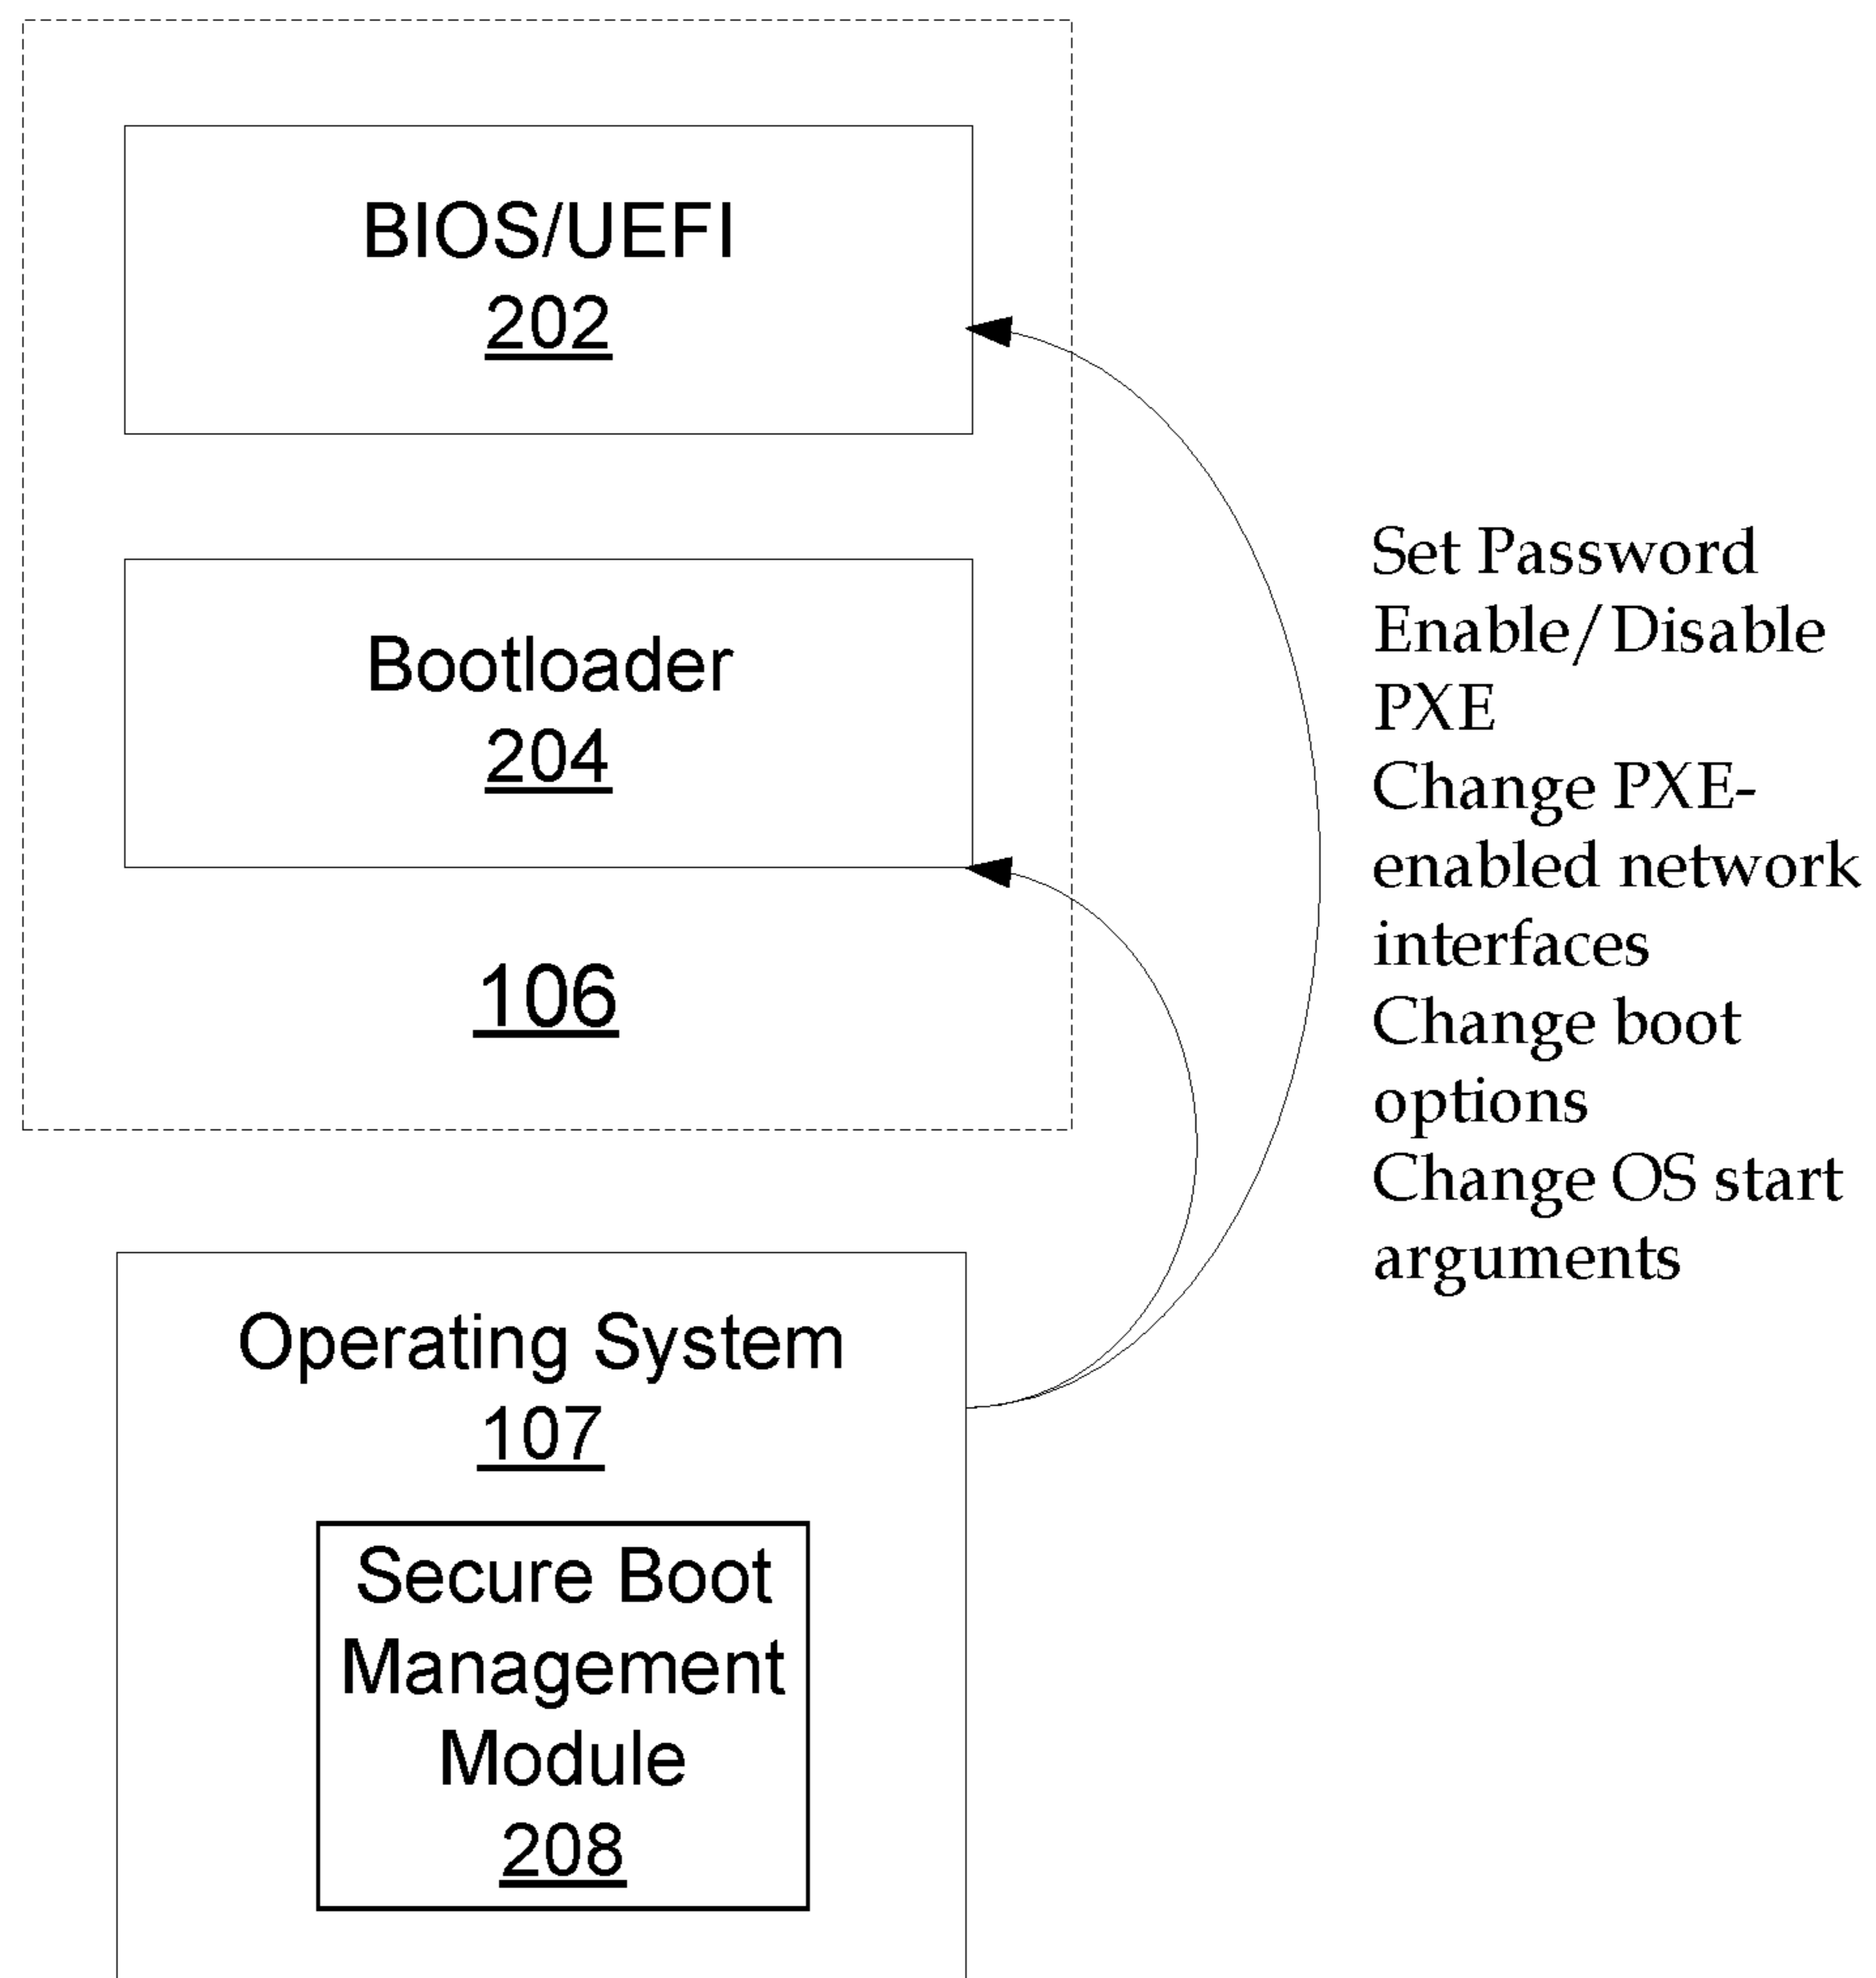 BIOS/UEFI
202
Bootloader
204
106
Set Password
Enable/Disable
PXE
Change PXE-
enabled network
interfaces
Change boot
options
Change OS start
arguments
Operating System
107
Secure Boot
Management
Module
208